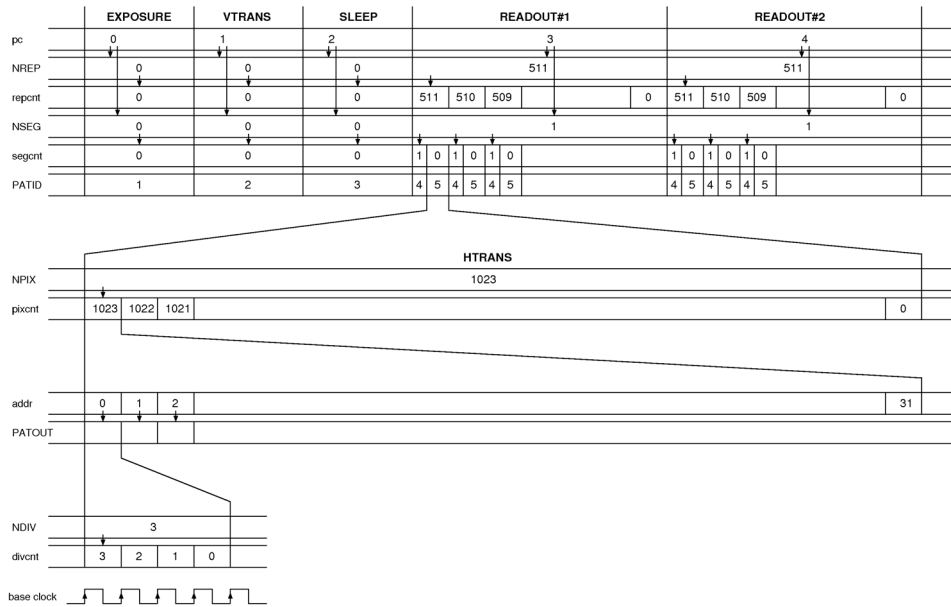 EXPOSURE VTRANS SLEEP READOUT#1 READOUT#2
pc 0 1 2 3 4
NREP 0 0 0 511 511
repcnt 0 0 0 511 510 509 0 511 510 509 0
NSEG 0 0 0 1 1
segcnt 0 0 0 1 0 1 0 1 0 1 0 1 0 1 0
PATID 1 2 3 4 5 4 5 4 5 4 5 4 5 4 5
HTRANS
NPIX 1023
pixcnt 1023 1022 1021 0
addr 0 1 2 31
PATOUT
NDIV 3
divcnt 3 2 1 0
base clock